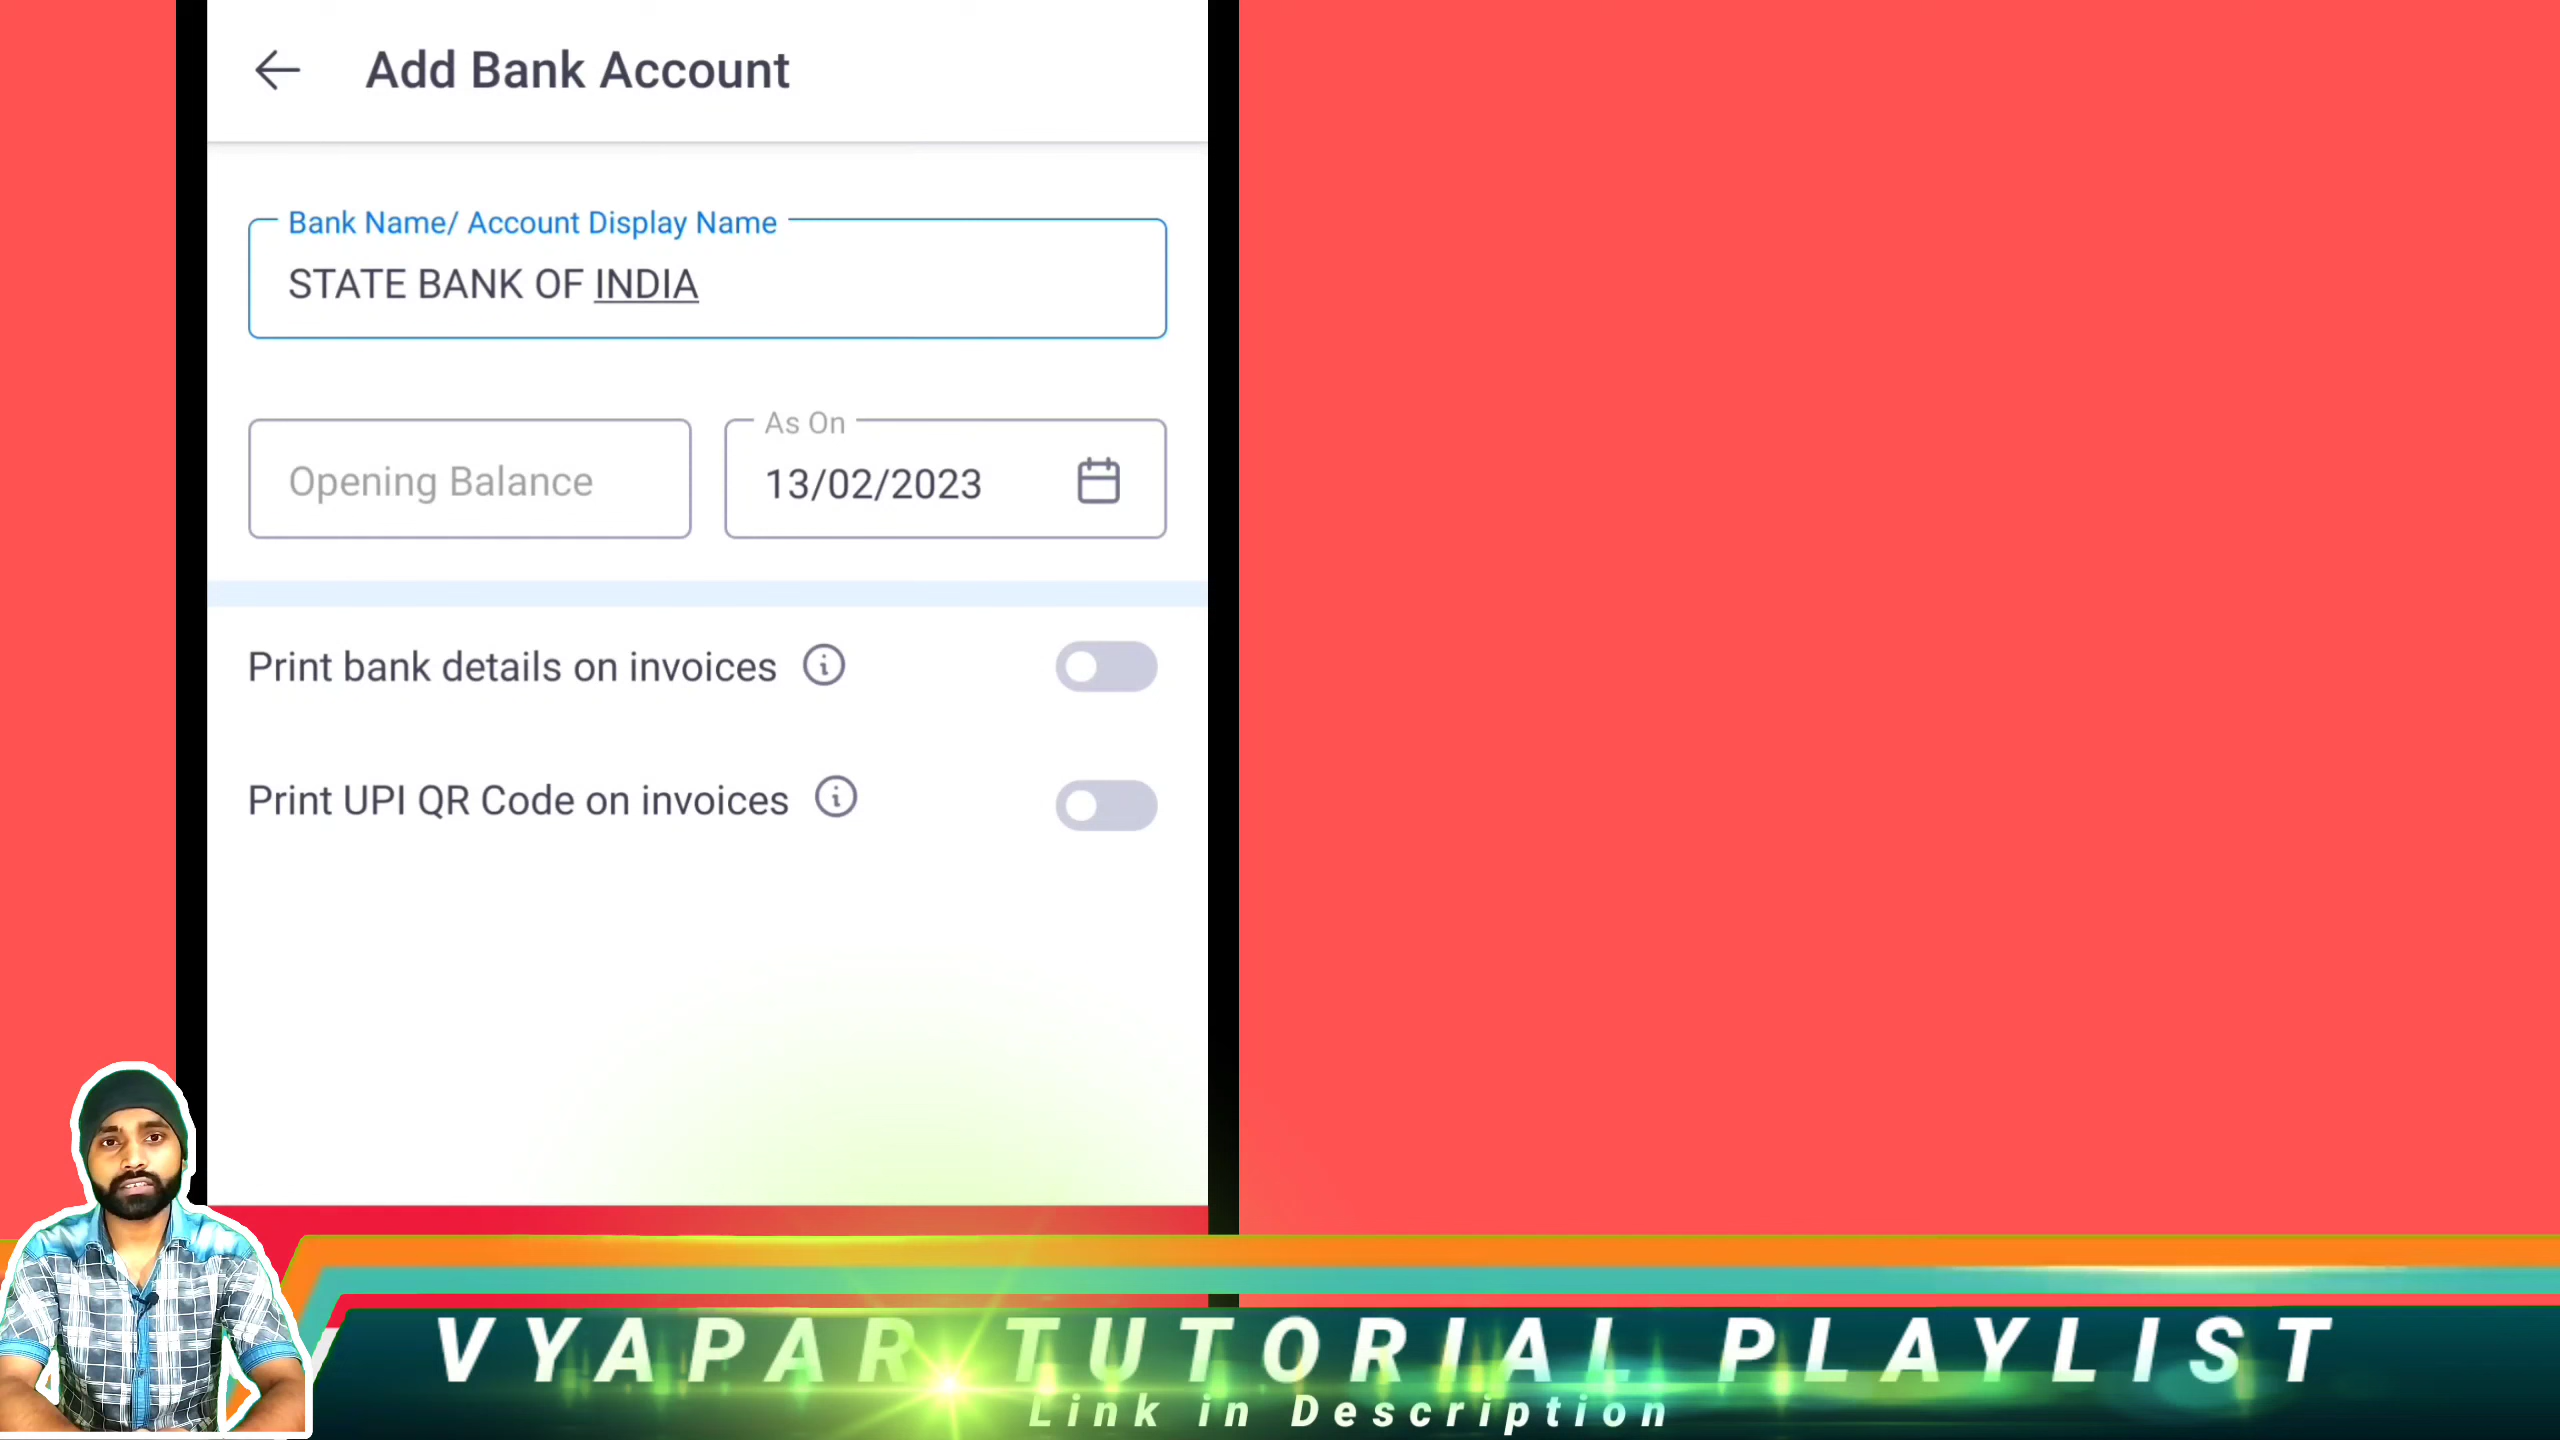 Add Bank Account
Bank Name/ Account Display Name
STATE BANK OF INDIA
Opening Balance
As On
13/02/2023
Print bank details on invoices
Print UPI QR Code on invoices
VYAPAR TUTORIAL PLAYLIST
Link in Description